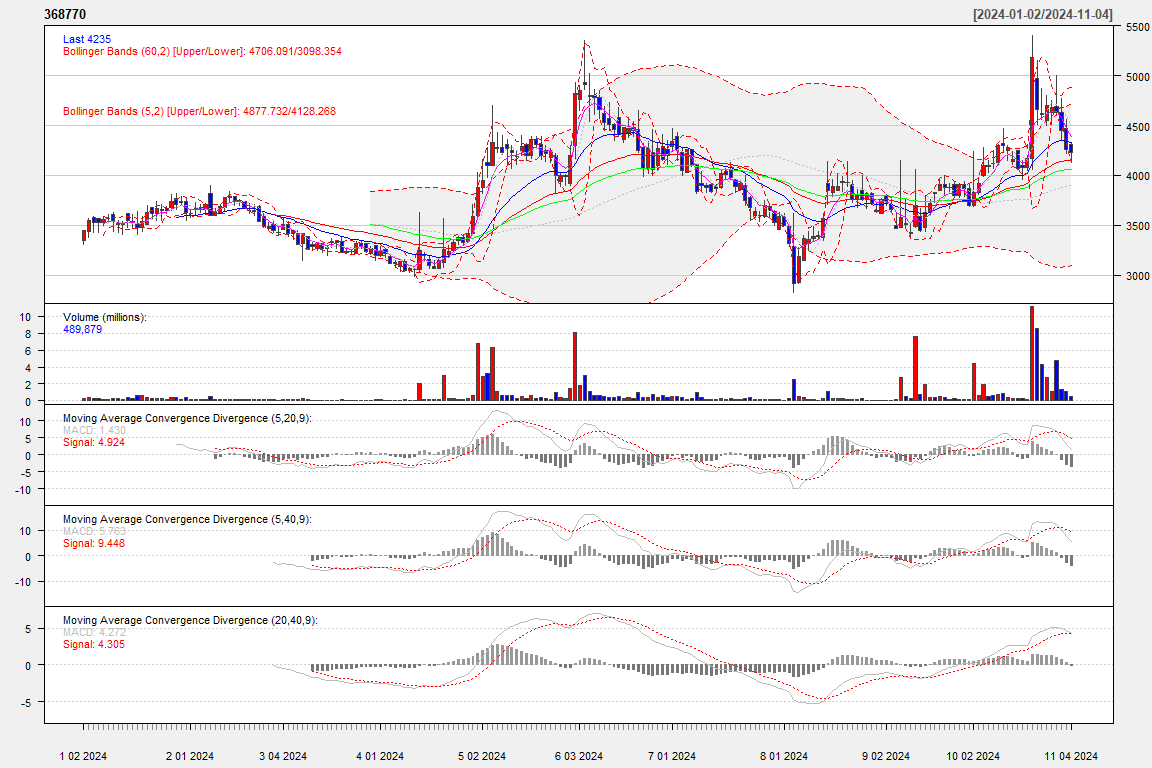 368770 [2024-01-02/2024-11-04]
Last 4235
Bollinger Bands (60,2) [Upper/Lower]: 4706.091/3098.354
Bollinger Bands (5,2) [Upper/Lower]: 4877.732/4128.268
5500
5000
4500
4000
3500
3000
Volume (millions):
489,879
10
8
6
4
2
0
Moving Average Convergence Divergence (5,20,9):
MACD: 1.430
Signal: 4.924
10
5
0
-5
-10
Moving Average Convergence Divergence (5,40,9):
MACD: 5.763
Signal: 9.448
10
0
-10
Moving Average Convergence Divergence (20,40,9):
MACD: 4.272
Signal: 4.305
5
0
-5
1 02 2024 2 01 2024 3 04 2024 4 01 2024 5 02 2024 6 03 2024 7 01 2024 8 01 2024 9 02 2024 10 02 2024 11 04 2024